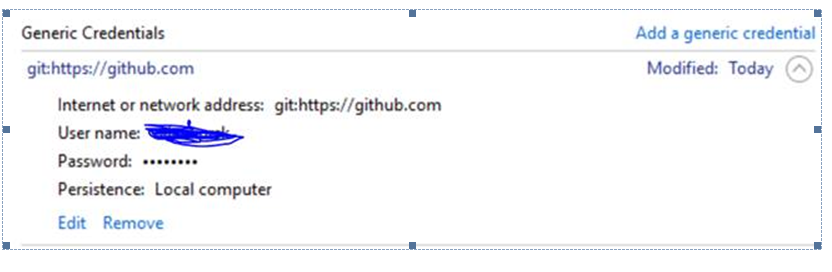 Generic Credentials Add a generic credential
git:https://github.com Modified: Today
Internet or network address: git:https://github.com
User name:
Password: ••••••••
Persistence: Local computer
Edit Remove